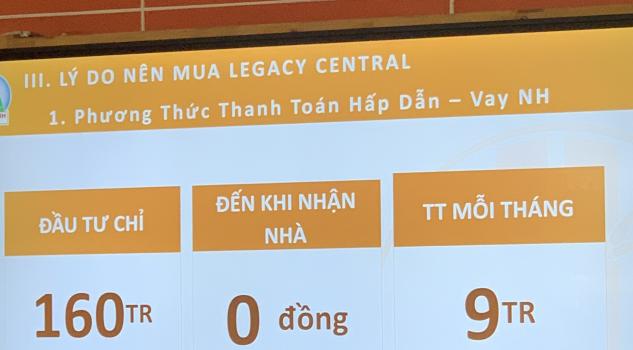 III. LÝ DO NÊN MUA LEGACY CENTRAL
1. Phương Thức Thanh Toán Hấp Dẫn – Vay NH
ĐẦU TƯ CHỈ
160TR
ĐẾN KHI NHẬN
NHÀ
0 đồng
TT MỖI THÁNG
9TR